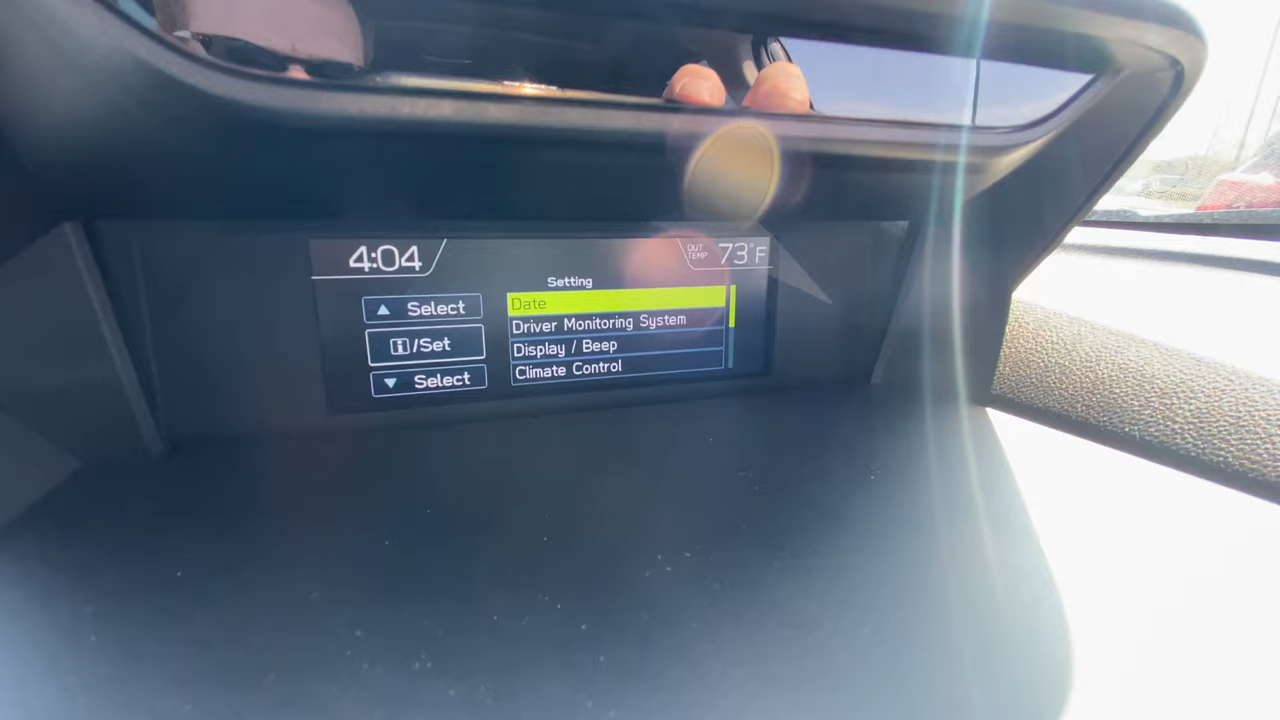 4:04
OUT
TEMP
73°F
Setting
▲ Select
i/Set
▼ Select
Date
Driver Monitoring System
Display / Beep
Climate Control